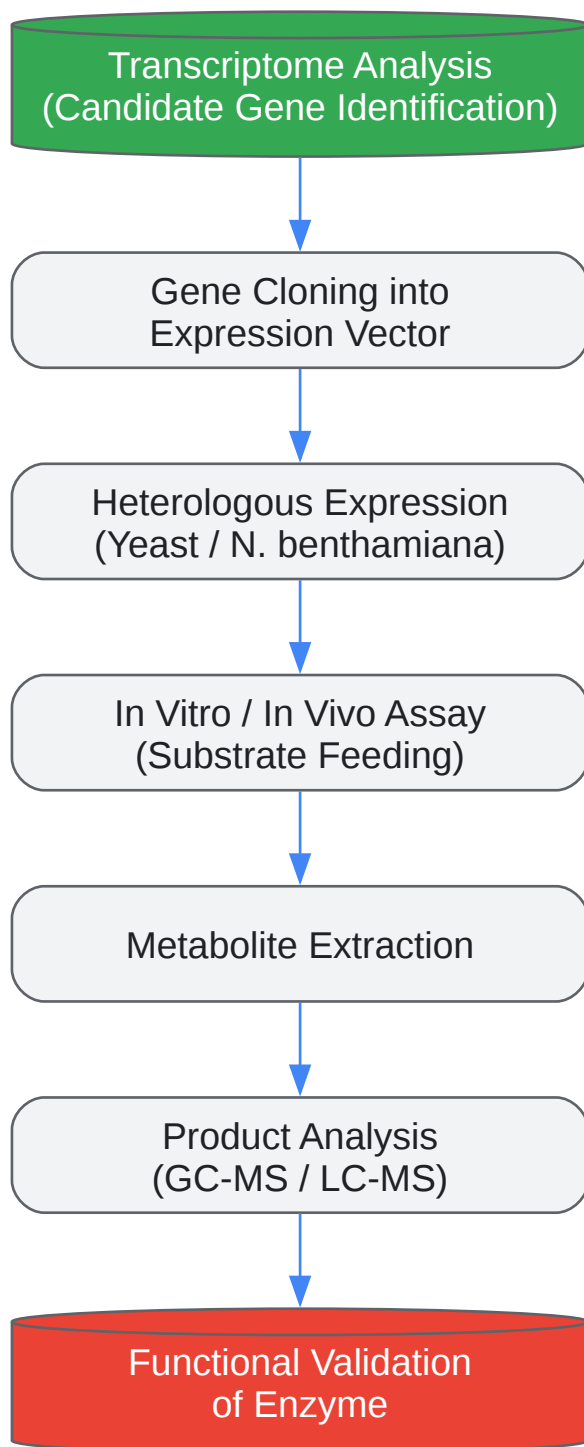 Transcriptome Analysis
(Candidate Gene Identification)
Gene Cloning into
Expression Vector
Heterologous Expression
(Yeast / N. benthamiana)
In Vitro / In Vivo Assay
(Substrate Feeding)
Metabolite Extraction
Product Analysis
(GC-MS / LC-MS)
Functional Validation
of Enzyme